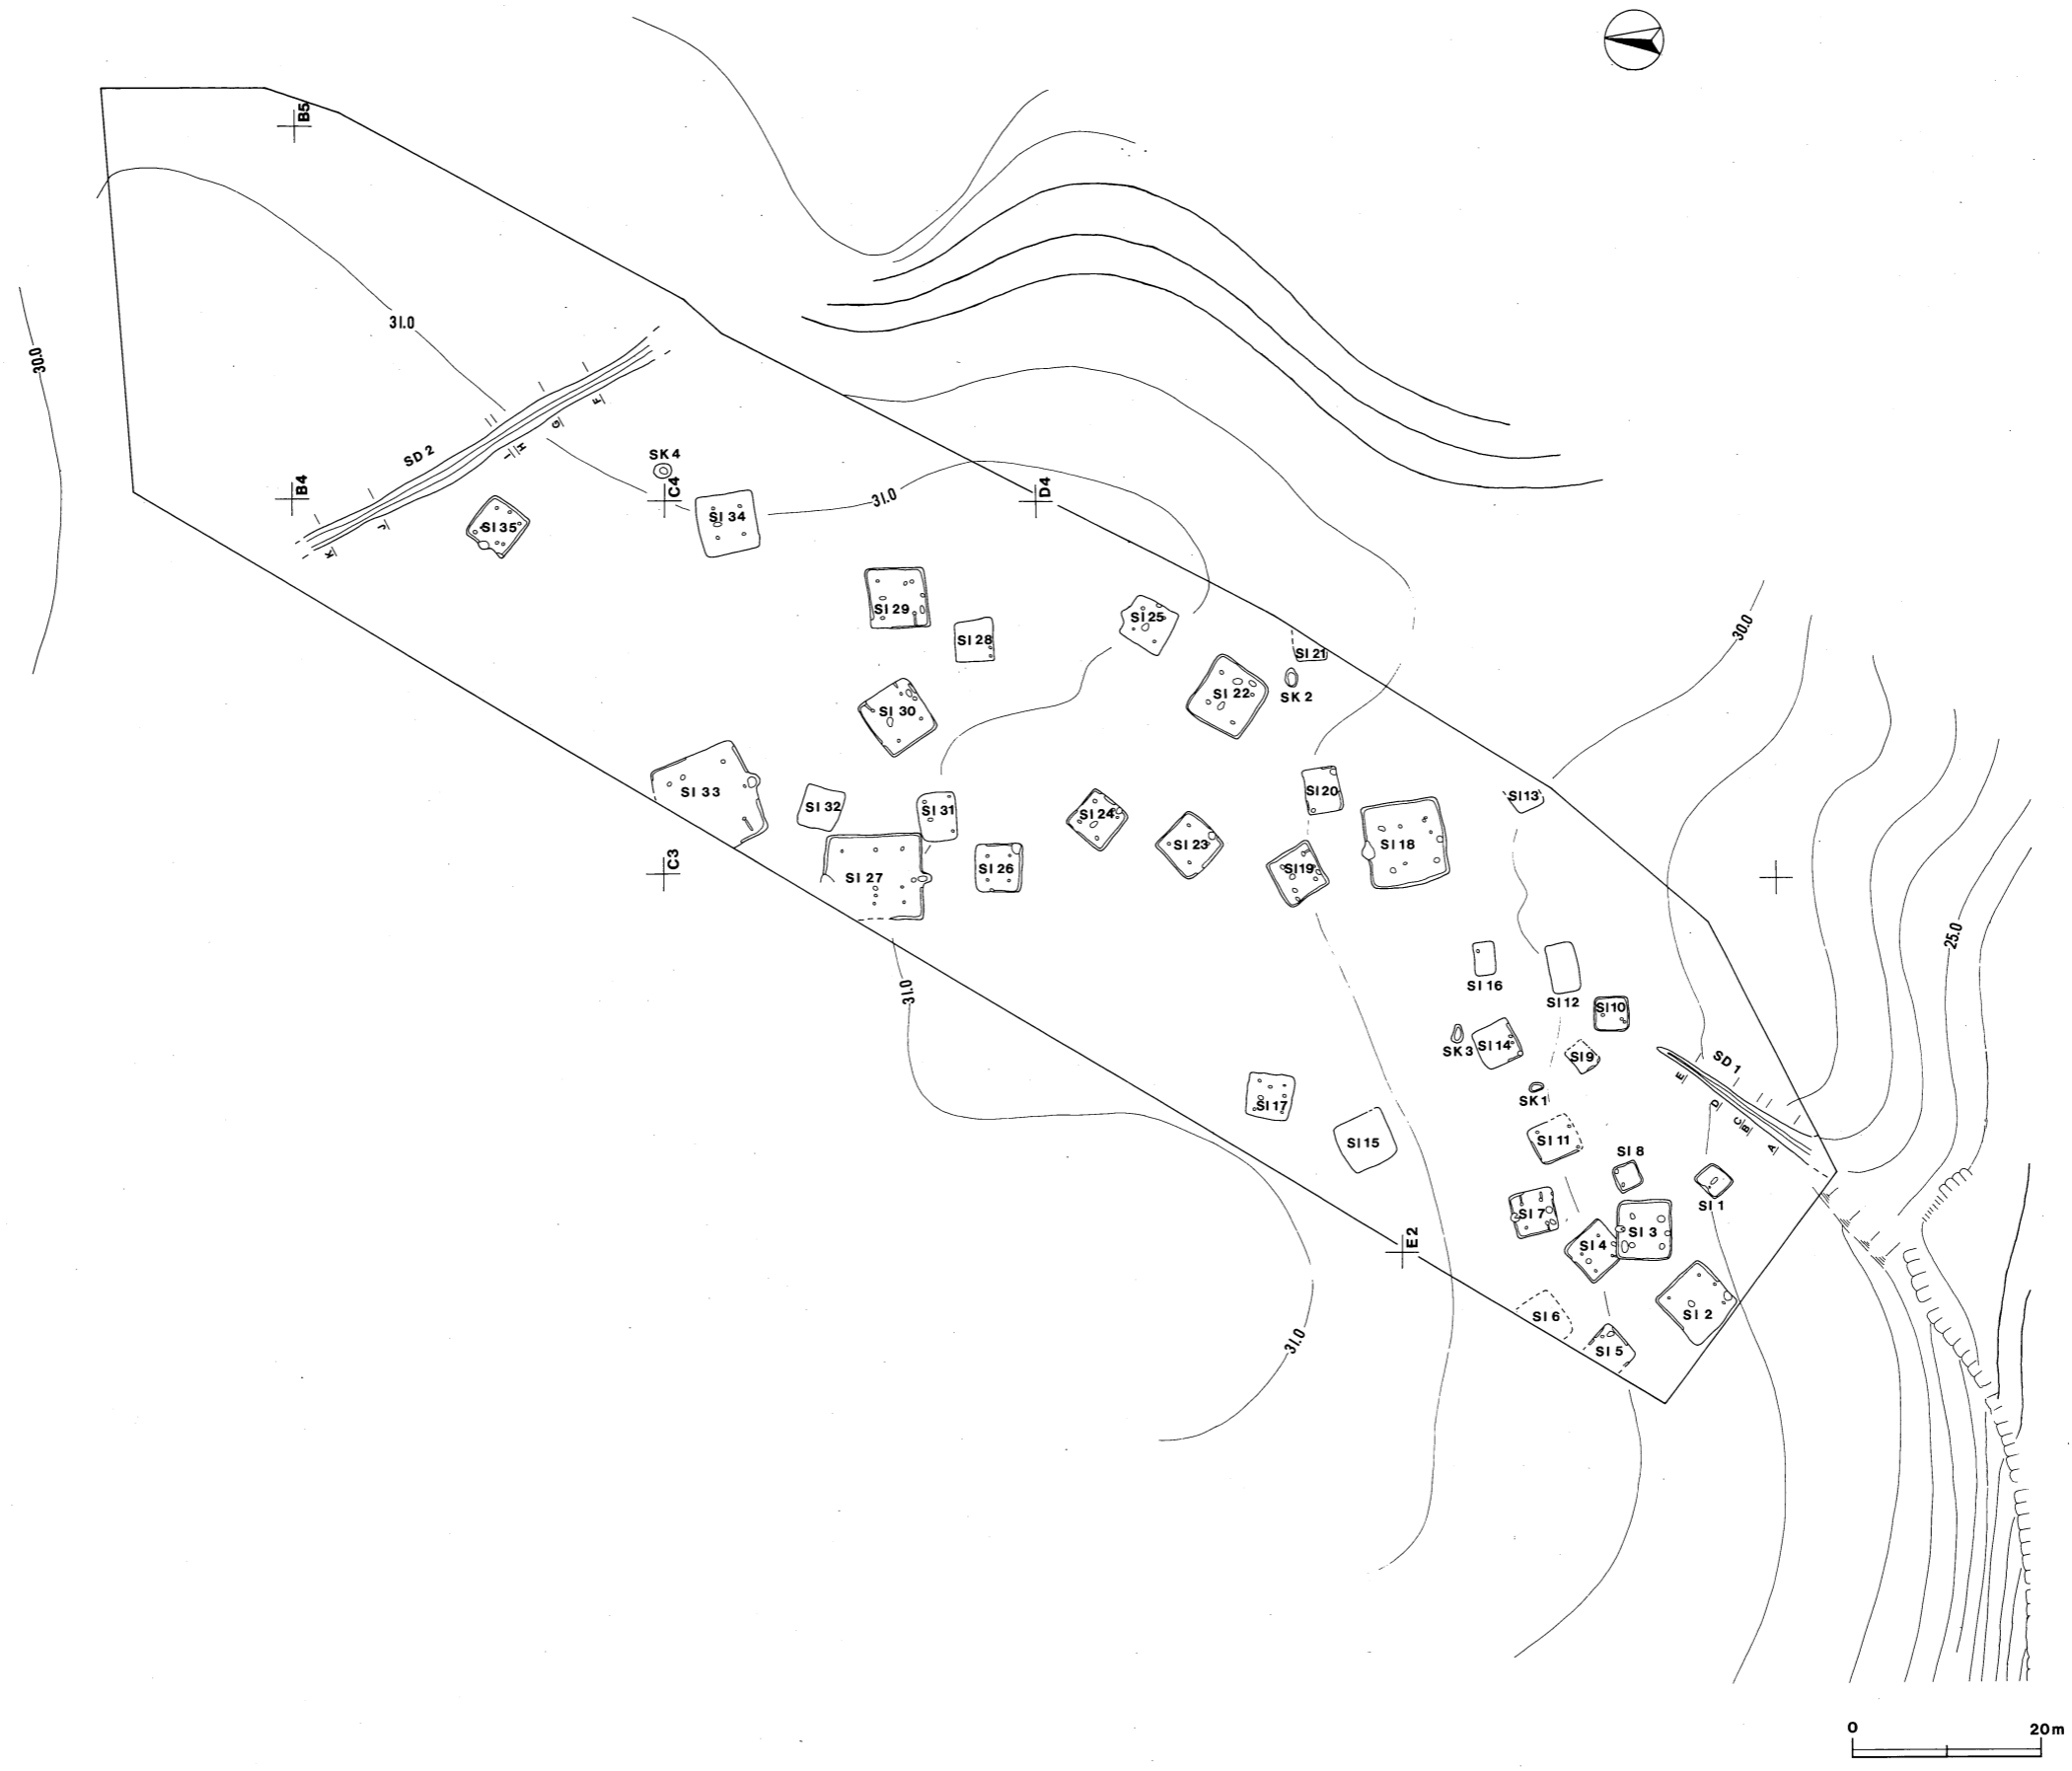 B5
31.0
30.0
F
G
H
I
SD 2
J
K
B4
SK 4
C4
SI 35
SI 34
31.0
D4
SI 29
SI 28
SI 25
SI 21
SK 2
SI 22
SI 30
30.0
SI 33
SI 32
SI 31
SI 24
SI 23
SI 20
SI 13
SI 18
SI 19
SI 26
SI 27
C3
25.0
31.0
SI 16
SI 12
SI 10
SK 3
SI 14
SI 9
SD 1
E
D
C
B
A
SK 1
SI 17
SI 15
SI 11
SI 8
SI 1
SI 7
SI 3
SI 4
E2
SI 6
SI 2
SI 5
31.0
0
20m